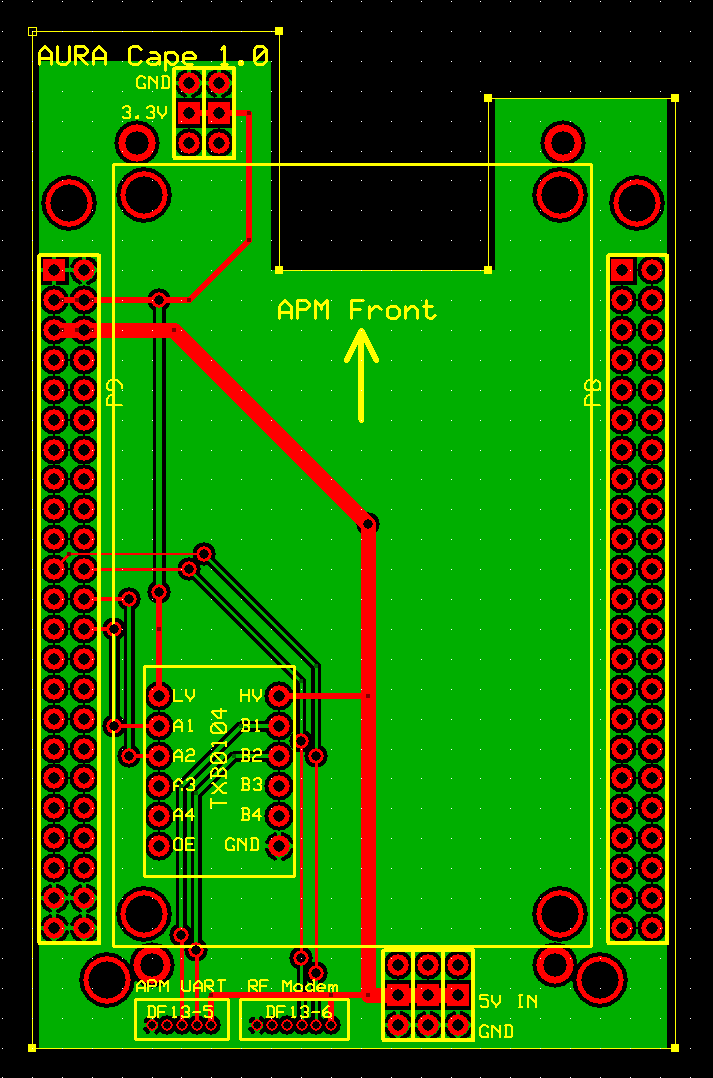 AURA Cape 1.0
GND
3.3V
APM Front
P9
P8
LV
HV
A1
B1
A2
B2
TXB0104
A3
B3
A4
B4
OE
GND
APM UART
RF Modem
DF13-5
DF13-6
5V IN
GND